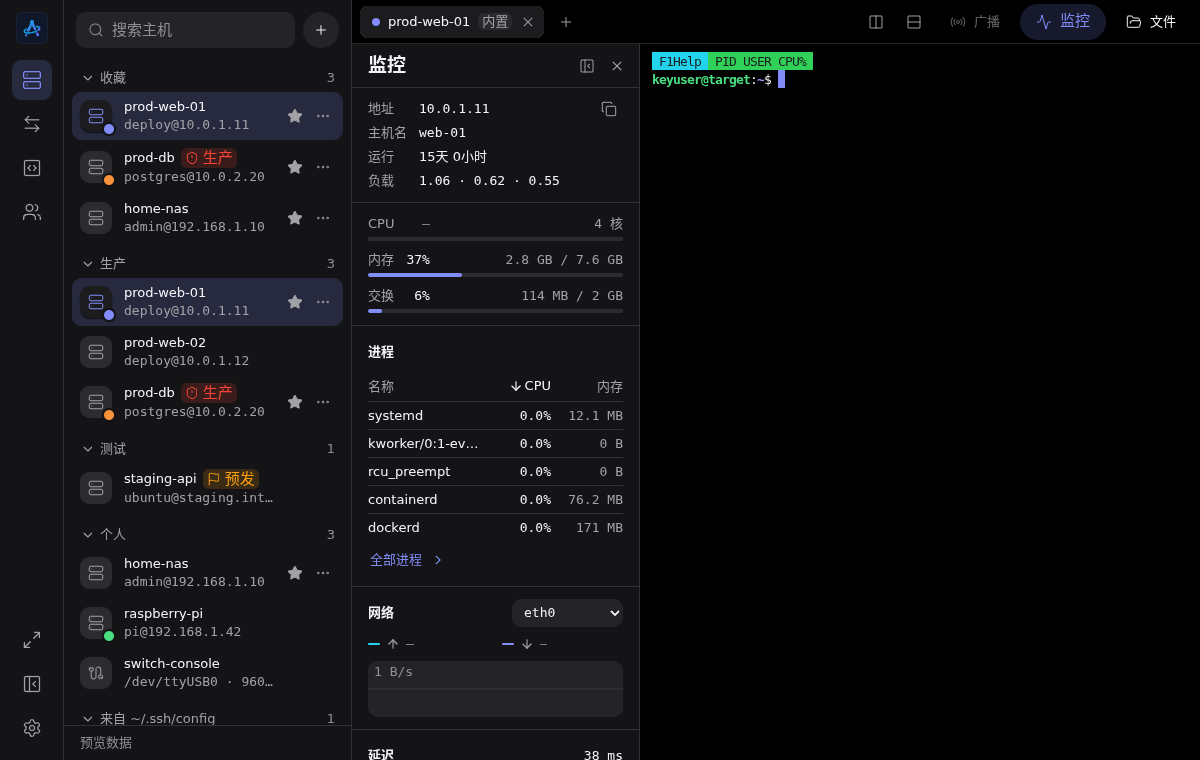 搜索主机
收藏 3
prod-web-01
deploy@10.0.1.11
prod-db 生产
postgres@10.0.2.20
home-nas
admin@192.168.1.10
生产 3
prod-web-01
deploy@10.0.1.11
prod-web-02
deploy@10.0.1.12
prod-db 生产
postgres@10.0.2.20
测试 1
staging-api 预发
ubuntu@staging.int…
个人 3
home-nas
admin@192.168.1.10
raspberry-pi
pi@192.168.1.42
switch-console
/dev/ttyUSB0 · 960…
来自 ~/.ssh/config 1
预览数据
prod-web-01 内置
广播 监控 文件
监控
地址 10.0.1.11
主机名 web-01
运行 15天 0小时
负载 1.06 · 0.62 · 0.55
CPU — 4 核
内存 37% 2.8 GB / 7.6 GB
交换 6% 114 MB / 2 GB
进程
名称 CPU 内存
systemd 0.0% 12.1 MB
kworker/0:1-ev… 0.0% 0 B
rcu_preempt 0.0% 0 B
containerd 0.0% 76.2 MB
dockerd 0.0% 171 MB
全部进程
网络 eth0
— —
1 B/s
延迟 38 ms
F1Help PID USER CPU%
keyuser@target:~$